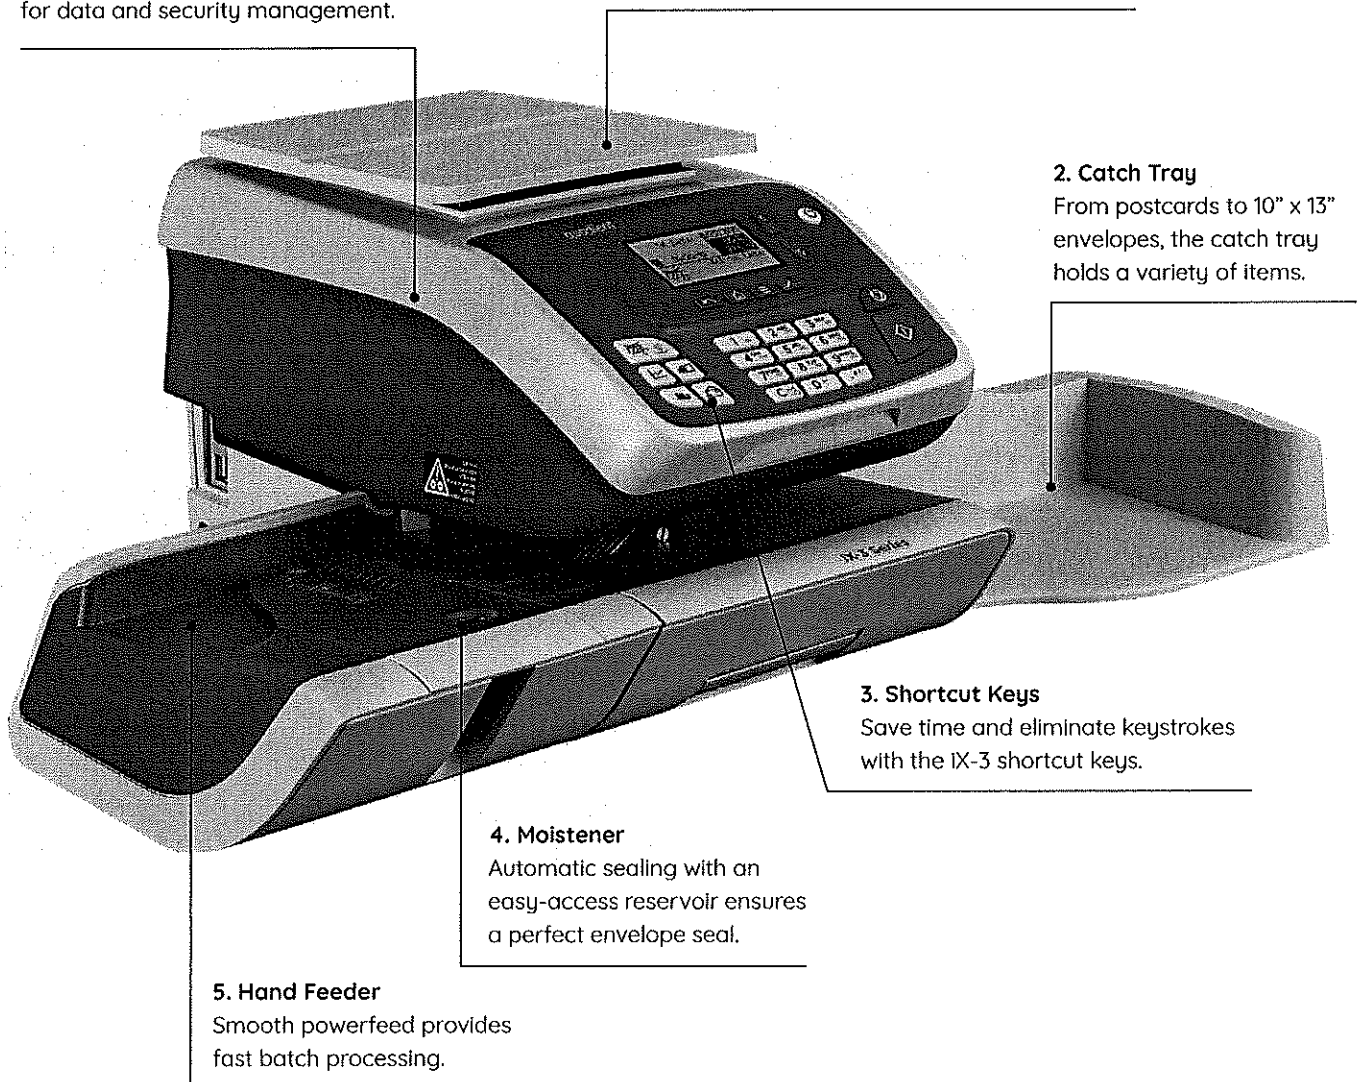 for data and security management.
2. Catch Tray
From postcards to 10” x 13”
envelopes, the catch tray
holds a variety of items.
iX-3 Series
3. Shortcut Keys
Save time and eliminate keystrokes
with the iX-3 shortcut keys.
4. Moistener
Automatic sealing with an
easy-access reservoir ensures
a perfect envelope seal.
5. Hand Feeder
Smooth powerfeed provides
fast batch processing.